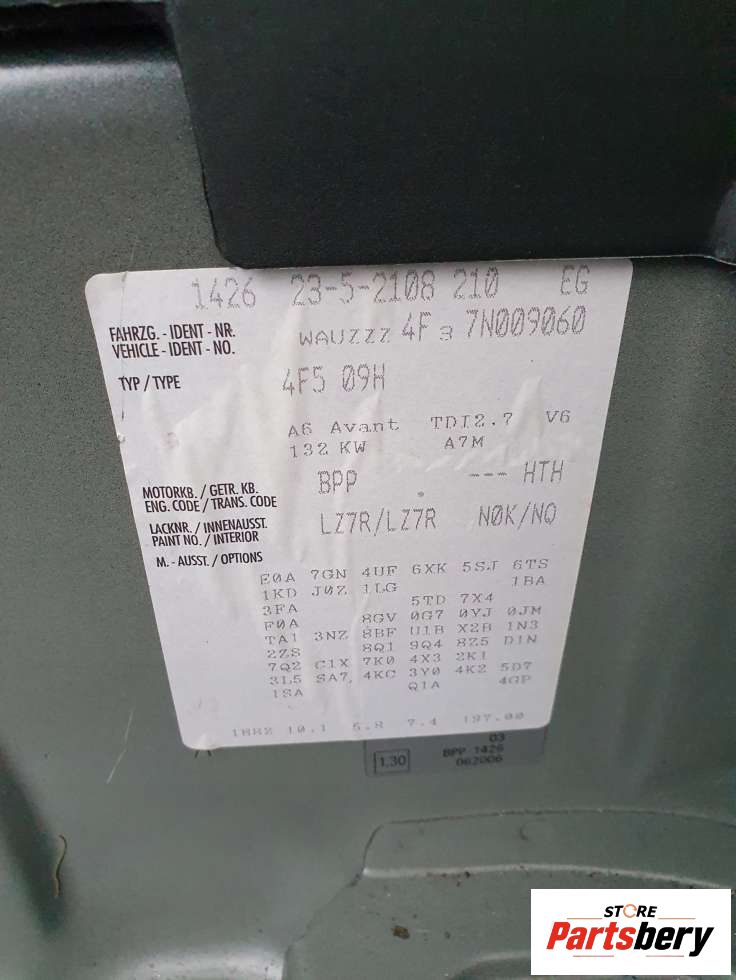 1426 23-5-2108 210 EG
FAHRZG. - IDENT - NR.
VEHICLE - IDENT - NO. WAUZZZ 4F 3 7N009060
TYP / TYPE 4F5 09H
A6 Avant TDI2.7 V6
132 KW A7M
MOTORKB. / GETR. KB.
ENG. CODE / TRANS. CODE BPP --- HTH
LACKNR. / INNENAUSST.
PAINT NO. / INTERIOR LZ7R/LZ7R N0K/NQ
M. - AUSST. / OPTIONS
E0A 7GN 4UF 6XK 5SJ 6TS
1KD J0Z 1LG 1BA
3FA 5TD 7X4
F0A 8GV 0G7 0YJ 0JM
TA1 3NZ 8BF U1B X2B 1N3
2ZS 8Q1 9Q4 8Z5 D1N
7Q2 C1X 7K0 4X3 2K1
3L5 SA7 4KC 3Y0 4K2 5D7
1SA Q1A 4GP
1882 10.1 5.8 7.4 197.00
03
1.30 BPP 1426
062006
STORE
Partsbery